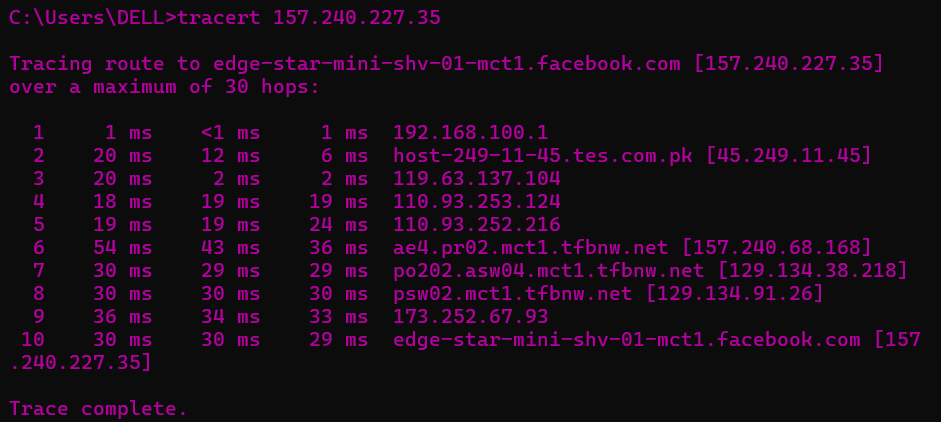 C:\Users\DELL>tracert 157.240.227.35
Tracing route to edge-star-mini-shv-01-mct1.facebook.com [157.240.227.35]
over a maximum of 30 hops:
1 1 ms <1 ms 1 ms 192.168.100.1
2 20 ms 12 ms 6 ms host-249-11-45.tes.com.pk [45.249.11.45]
3 20 ms 2 ms 2 ms 119.63.137.104
4 18 ms 19 ms 19 ms 110.93.253.124
5 19 ms 19 ms 24 ms 110.93.252.216
6 54 ms 43 ms 36 ms ae4.pr02.mct1.tfbnw.net [157.240.68.168]
7 30 ms 29 ms 29 ms po202.asw04.mct1.tfbnw.net [129.134.38.218]
8 30 ms 30 ms 30 ms psw02.mct1.tfbnw.net [129.134.91.26]
9 36 ms 34 ms 33 ms 173.252.67.93
10 30 ms 30 ms 29 ms edge-star-mini-shv-01-mct1.facebook.com [157
.240.227.35]
Trace complete.